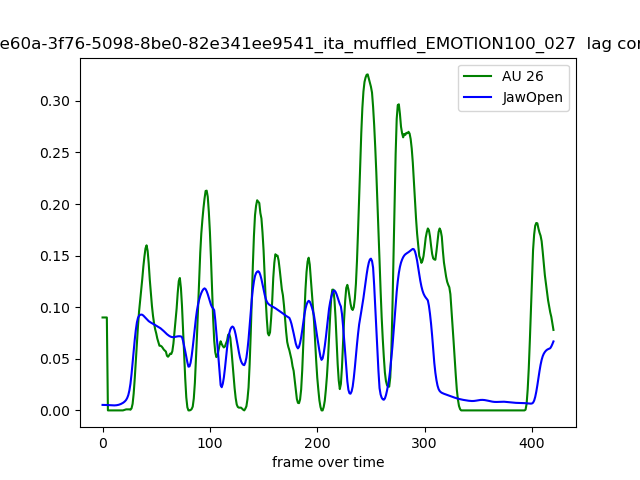 e60a-3f76-5098-8be0-82e341ee9541_ita_muffled_EMOTION100_027 lag
AU 26
JawOpen
0.30
0.25
0.20
0.15
0.10
0.05
0.00
0 100 200 300 400
frame over time